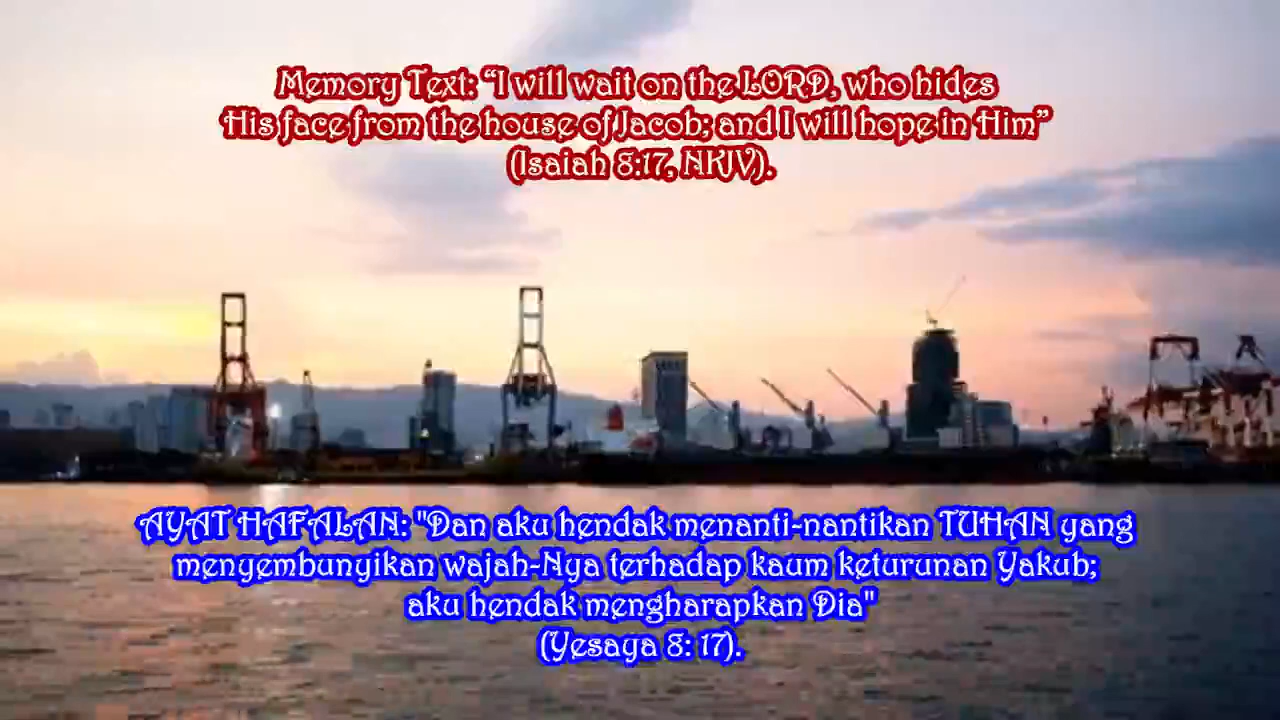 Memory Text: “I will wait on the LORD, who hides
His face from the house of Jacob; and I will hope in Him”
(Isaiah 8:17, NKJV).
AYAT HAFALAN: "Dan aku hendak menanti-nantikan TUHAN yang
menyembunyikan wajah-Nya terhadap kaum keturunan Yakub;
aku hendak mengharapkan Dia"
(Yesaya 8: 17).